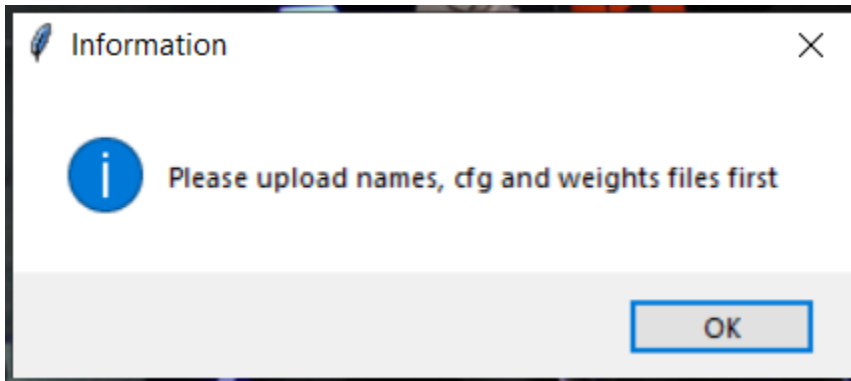 Information
Please upload names, cfg and weights files first
OK